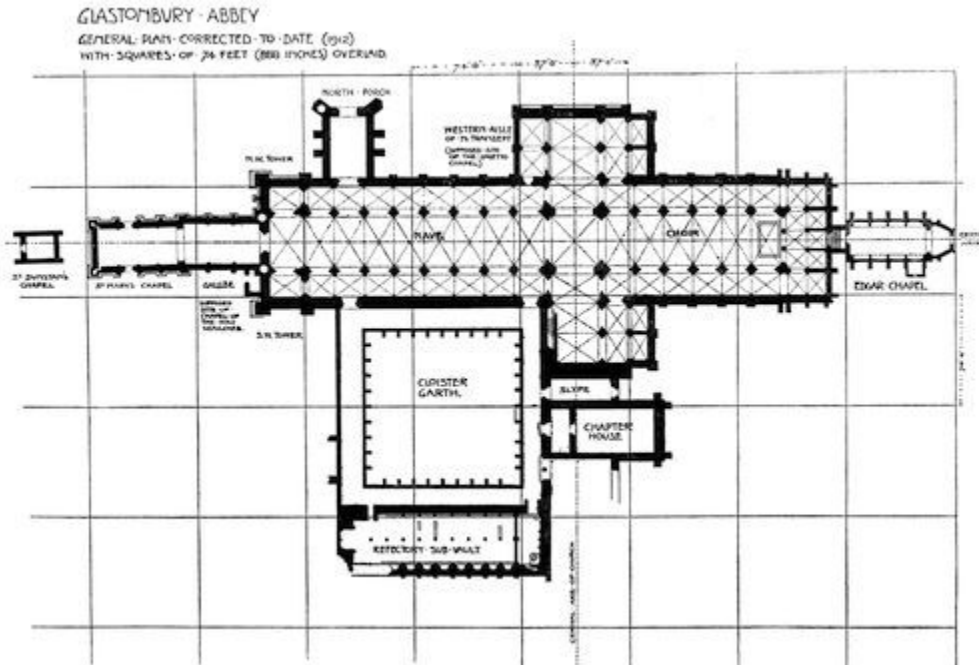 GLASTONBURY · ABBEY
GENERAL · PLAN · CORRECTED · TO · DATE (1912)
WITH · SQUARES · OF · 74 FEET (888 INCHES) OVERLAID
NORTH · PORCH
WESTERN · AISLE
OF N. TRANSEPT
CHAPEL)
N.W. TOWER
NAVE
CHOIR
ST DUNSTAN'S
CHAPEL
ST MARY'S CHAPEL
GALILEE
EDGAR CHAPEL
S.W. TOWER
CLOISTER
GARTH
SLYPE
CHAPTER
HOUSE
REFECTORY · SUB · VAULT